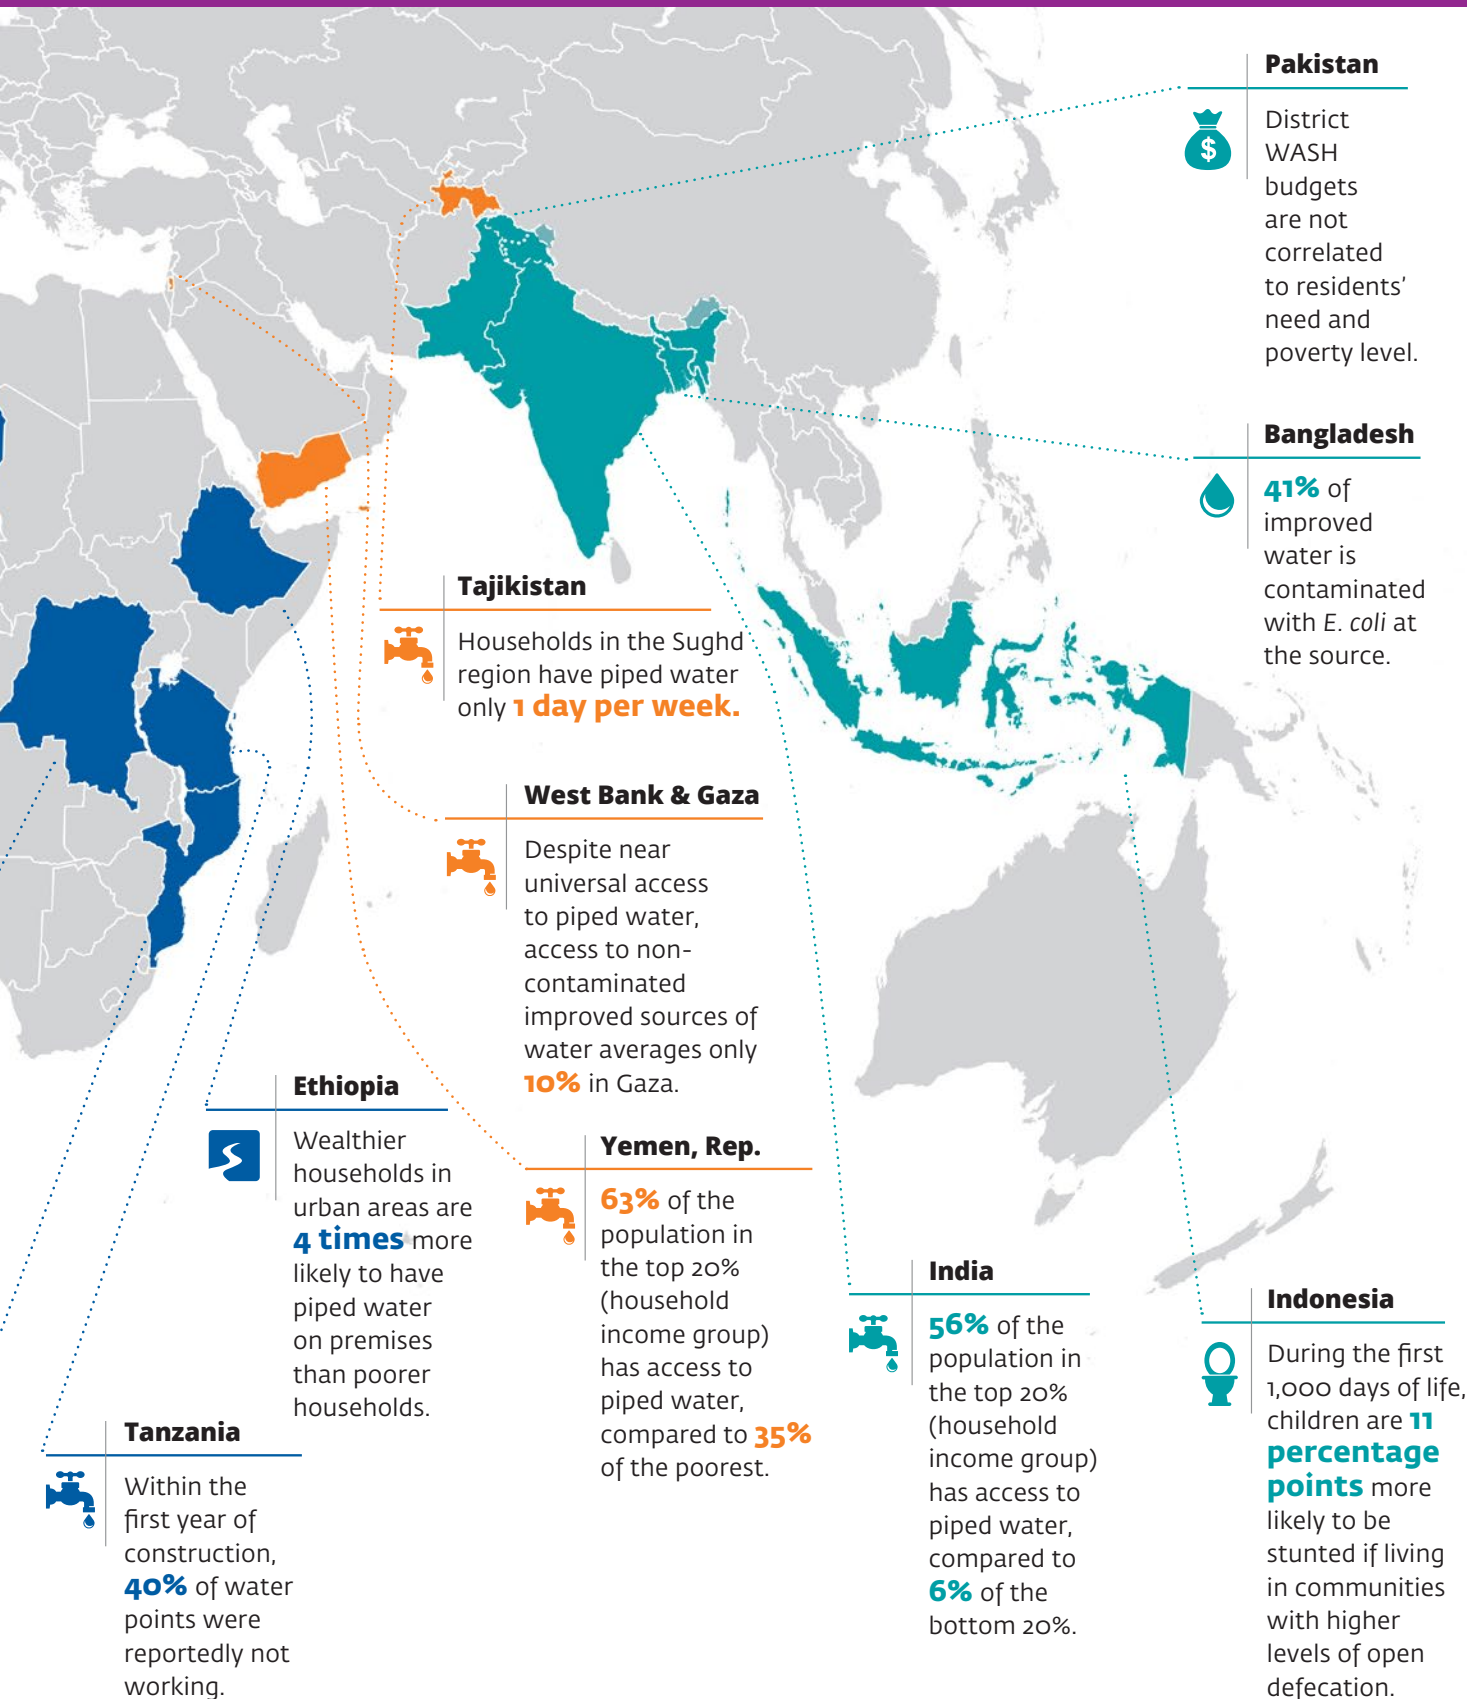 Pakistan
$
District
WASH
budgets
are not
correlated
to residents’
need and
poverty level.
Bangladesh
41% of
improved
water is
contaminated
with E. coli at
the source.
Tajikistan
Households in the Sughd
region have piped water
only 1 day per week.
West Bank & Gaza
Despite near
universal access
to piped water,
access to non-
contaminated
improved sources of
water averages only
10% in Gaza.
Ethiopia
Wealthier
households in
urban areas are
4 times more
likely to have
piped water
on premises
than poorer
households.
Yemen, Rep.
63% of the
population in
the top 20%
(household
income group)
has access to
piped water,
compared to 35%
of the poorest.
India
56% of the
population in
the top 20%
(household
income group)
has access to
piped water,
compared to
6% of the
bottom 20%.
Indonesia
During the first
1,000 days of life,
children are 11
percentage
points more
likely to be
stunted if living
in communities
with higher
levels of open
defecation.
Tanzania
Within the
first year of
construction,
40% of water
points were
reportedly not
working.